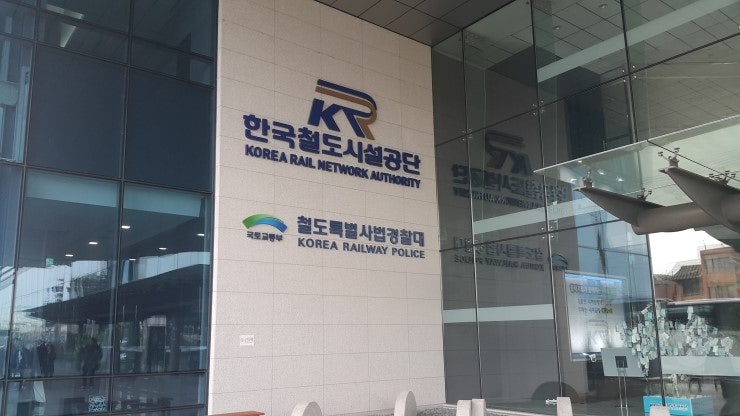 KR
한국철도시설공단
KOREA RAIL NETWORK AUTHORITY
국토교통부
철도특별사법경찰대
KOREA RAILWAY POLICE